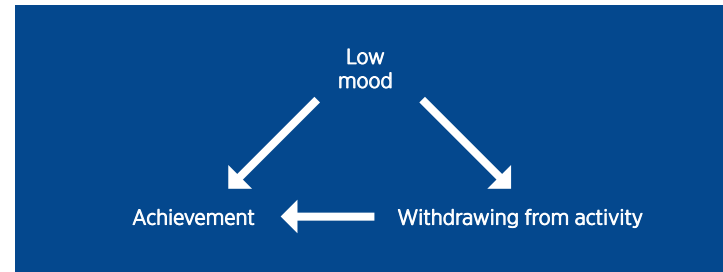 Low
mood
Achievement
Withdrawing from activity